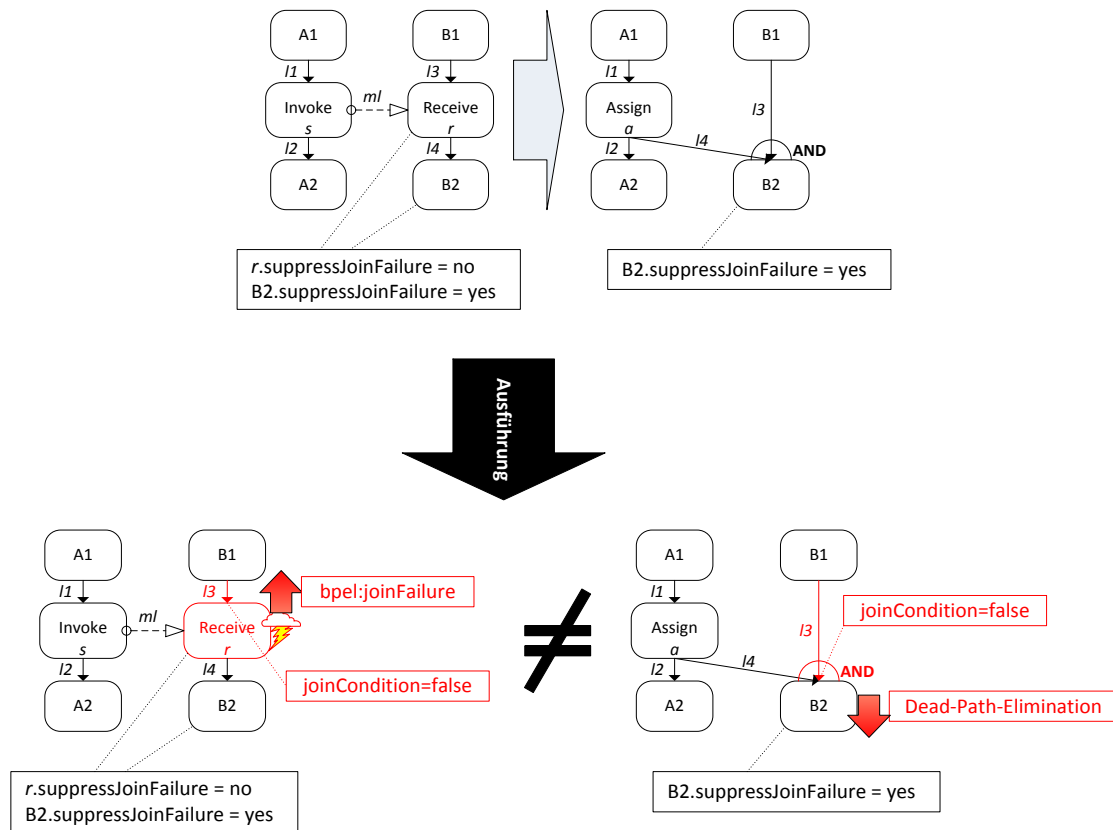 A1
B1
A1
B1
l1
l3
l1
Invoke
s
ml
Receive
r
Assign
a
l3
l2
l4
l2
l4
AND
A2
B2
A2
B2
r.suppressJoinFailure = no
B2.suppressJoinFailure = yes
B2.suppressJoinFailure = yes
Ausführung
A1
B1
A1
B1
l1
l3
bpel:joinFailure
l1
joinCondition=false
Invoke
s
ml
Receive
r
≠
Assign
a
l3
l2
l4
joinCondition=false
l2
l4
AND
A2
B2
A2
B2
Dead-Path-Elimination
r.suppressJoinFailure = no
B2.suppressJoinFailure = yes
B2.suppressJoinFailure = yes